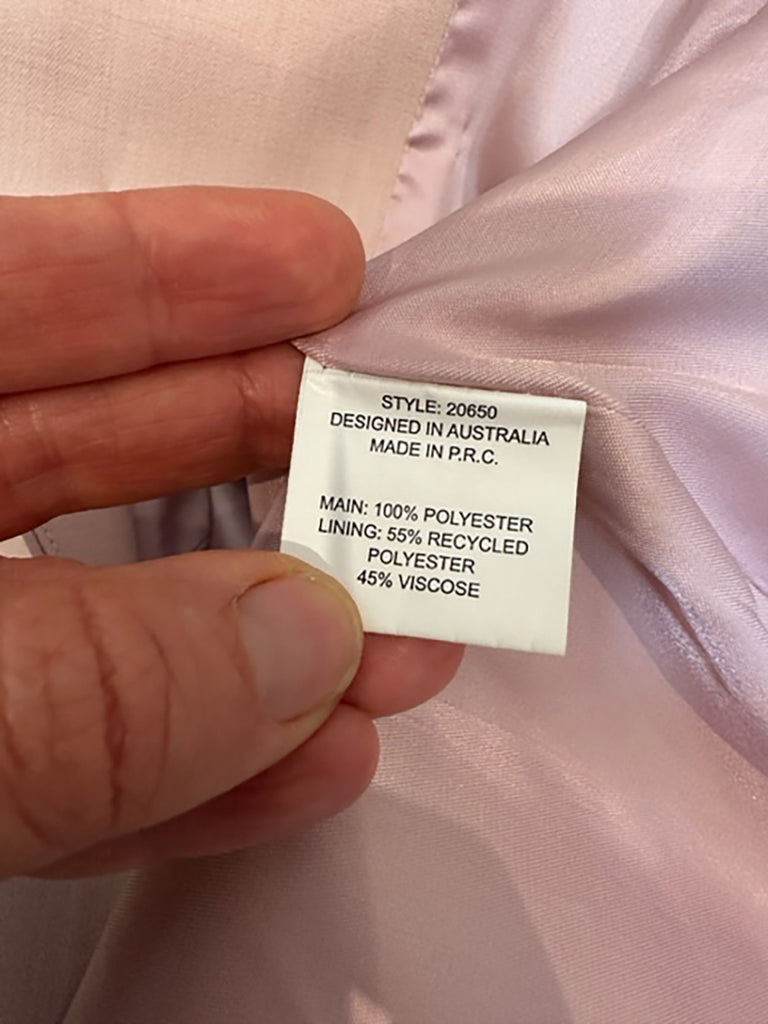 STYLE: 20650
DESIGNED IN AUSTRALIA
MADE IN P.R.C.
MAIN: 100% POLYESTER
LINING: 55% RECYCLED
POLYESTER
45% VISCOSE